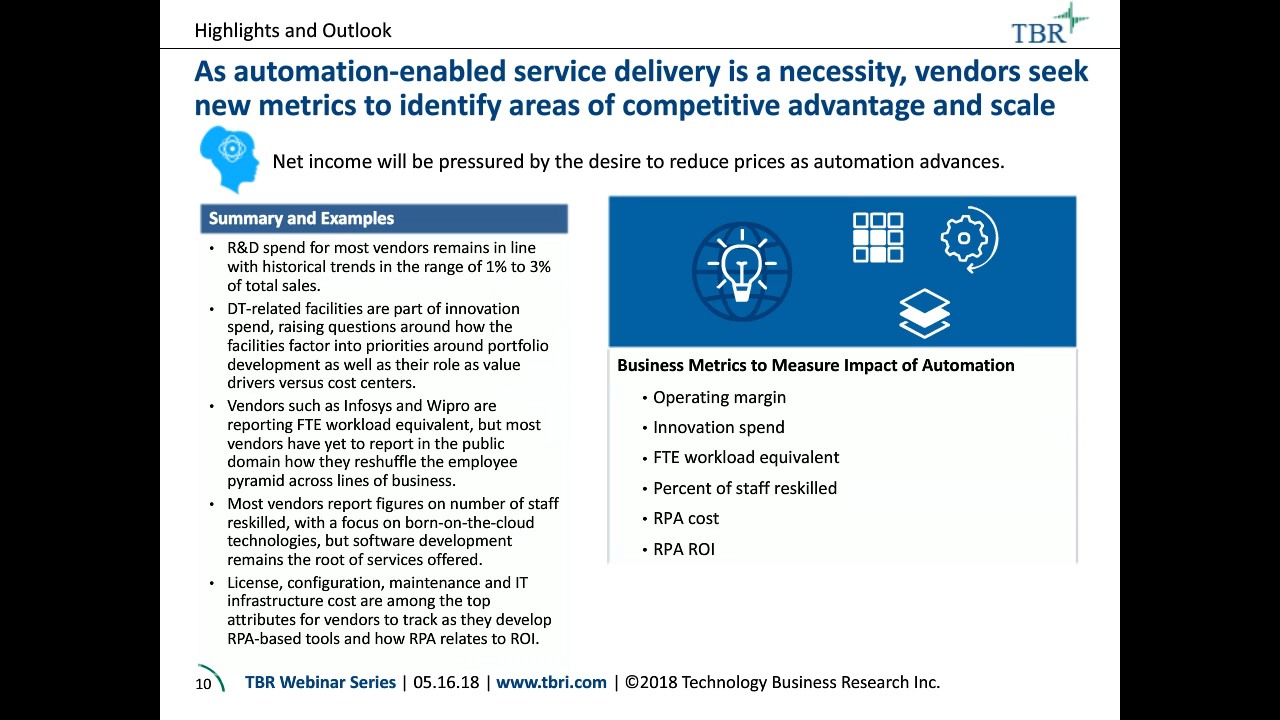 Highlights and Outlook
TBR
As automation-enabled service delivery is a necessity, vendors seek
new metrics to identify areas of competitive advantage and scale
Net income will be pressured by the desire to reduce prices as automation advances.
Summary and Examples
• R&D spend for most vendors remains in line
with historical trends in the range of 1% to 3%
of total sales.
• DT-related facilities are part of innovation
spend, raising questions around how the
facilities factor into priorities around portfolio
development as well as their role as value
drivers versus cost centers.
• Vendors such as Infosys and Wipro are
reporting FTE workload equivalent, but most
vendors have yet to report in the public
domain how they reshuffle the employee
pyramid across lines of business.
• Most vendors report figures on number of staff
reskilled, with a focus on born-on-the-cloud
technologies, but software development
remains the root of services offered.
• License, configuration, maintenance and IT
infrastructure cost are among the top
attributes for vendors to track as they develop
RPA-based tools and how RPA relates to ROI.
Business Metrics to Measure Impact of Automation
• Operating margin
• Innovation spend
• FTE workload equivalent
• Percent of staff reskilled
• RPA cost
• RPA ROI
10 TBR Webinar Series | 05.16.18 | www.tbri.com | ©2018 Technology Business Research Inc.